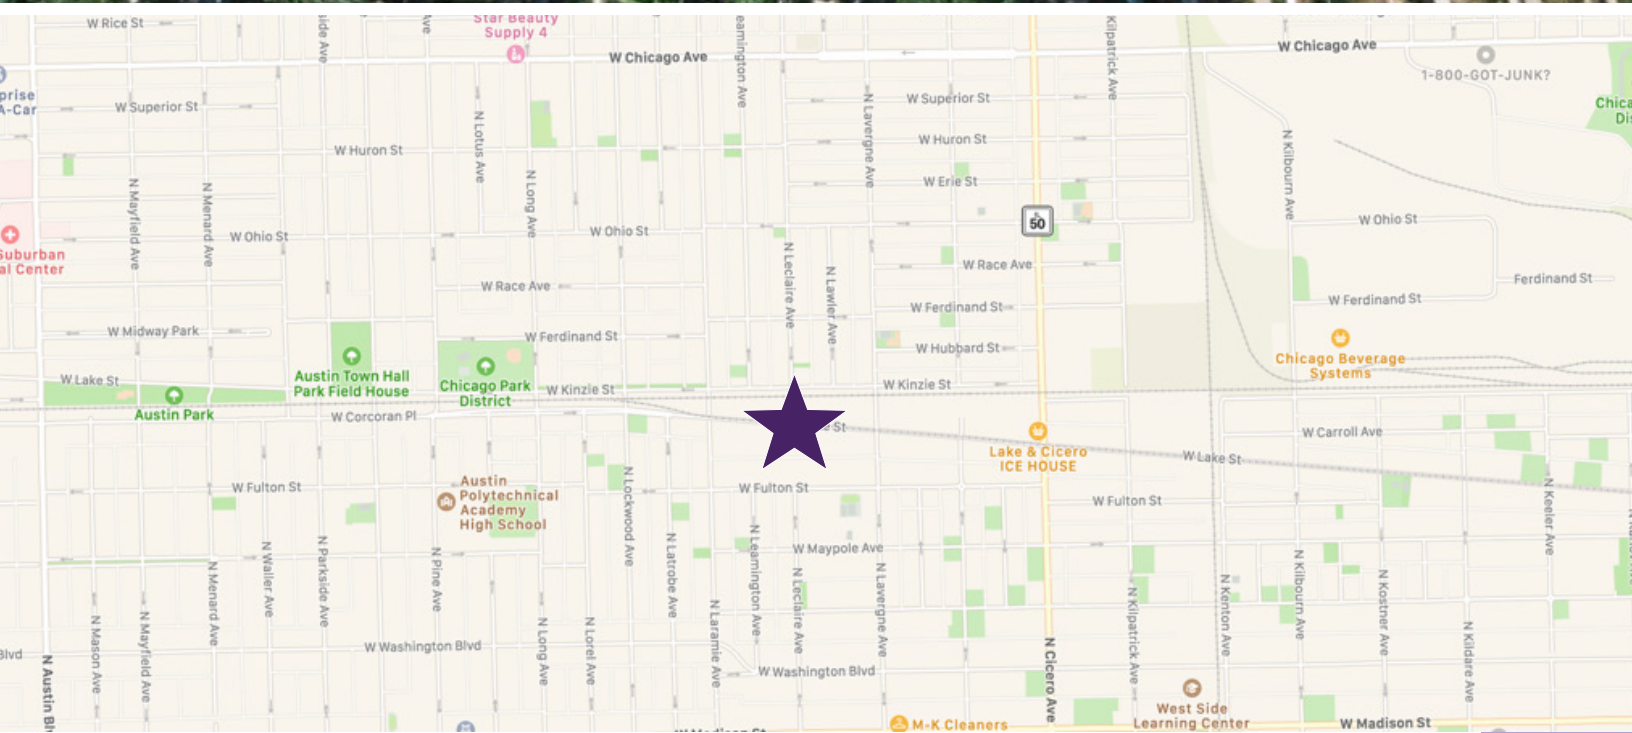 W Rice St
Star Beauty
Supply 4
W Chicago Ave
W Chicago Ave
1-800-GOT-JUNK?
W Superior St
W Superior St
N Kilpatrick Ave
N Lotus Ave
N Lavergne Ave
W Huron St
W Huron St
N Kilbourn Ave
W Erie St
N Mayfield Ave
N Menard Ave
N Long Ave
50
W Ohio St
W Ohio St
W Ohio St
N Leclaire Ave
N Lawler Ave
W Race Ave
W Race Ave
Ferdinand St
W Ferdinand St
W Ferdinand St
W Ferdinand St
W Midway Park
W Hubbard St
Chicago Beverage
Systems
W Lake St
Austin Town Hall
Park Field House
Chicago Park
District
W Kinzie St
W Kinzie St
Austin Park
W Corcoran Pl
St
W Carroll Ave
Lake & Cicero
ICE HOUSE
W Lake St
W Fulton St
Austin
Polytechnical
Academy
High School
N Lockwood Ave
W Fulton St
W Fulton St
N Keeler Ave
W Maypole Ave
N Waller Ave
N Parkside Ave
N Pine Ave
N Latrobe Ave
N Leamington Ave
N Leclaire Ave
N Lavergne Ave
N Kilpatrick Ave
N Kenton Ave
N Kilbourn Ave
N Kostner Ave
N Kildare Ave
N Mason Ave
N Mayfield Ave
N Menard Ave
N Long Ave
N Lorel Ave
N Laramie Ave
W Washington Blvd
W Washington Blvd
Blvd
N Cicero Ave
N Austin Bl
West Side
Learning Center
M-K Cleaners
W Madison St